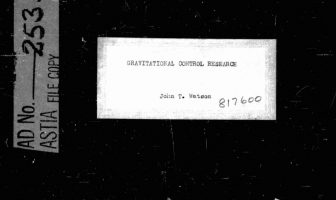 AD No. 253
ASTIA FILE COPY
GRAVITATIONAL CONTROL RESEARCH
John T. Watson
817600